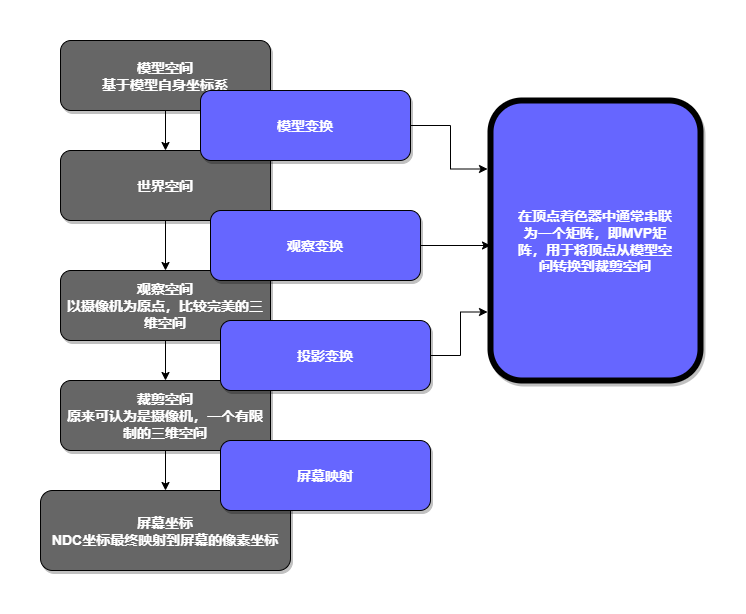 模型空间
基于模型自身坐标系
模型变换
世界空间
观察变换
观察空间
以摄像机为原点，比较完美的三
维空间
投影变换
裁剪空间
原来可认为是摄像机，一个有限
制的三维空间
屏幕映射
屏幕坐标
NDC坐标最终映射到屏幕的像素坐标
在顶点着色器中通常串联
为一个矩阵，即MVP矩
阵，用于将顶点从模型空
间转换到裁剪空间